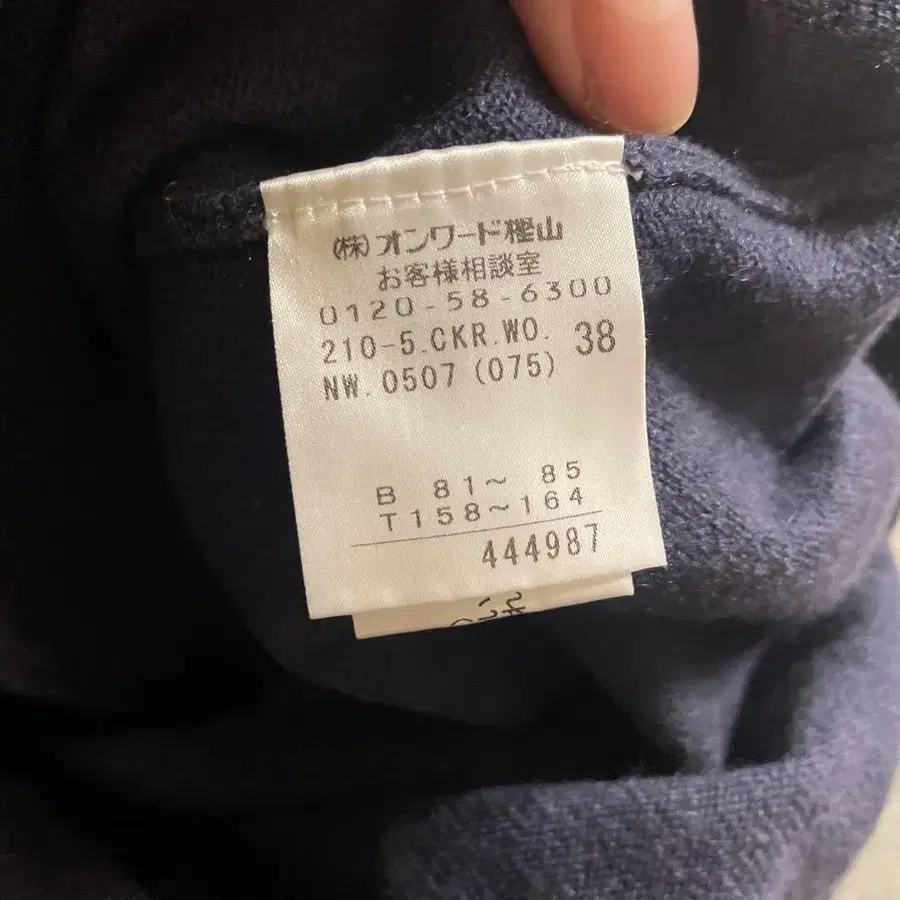 (株)オンワード樫山
お客様相談室
0120-58-6300
210-5.CKR.WO. 38
NW.0507(075)
B 81~ 85
T158~164
444987